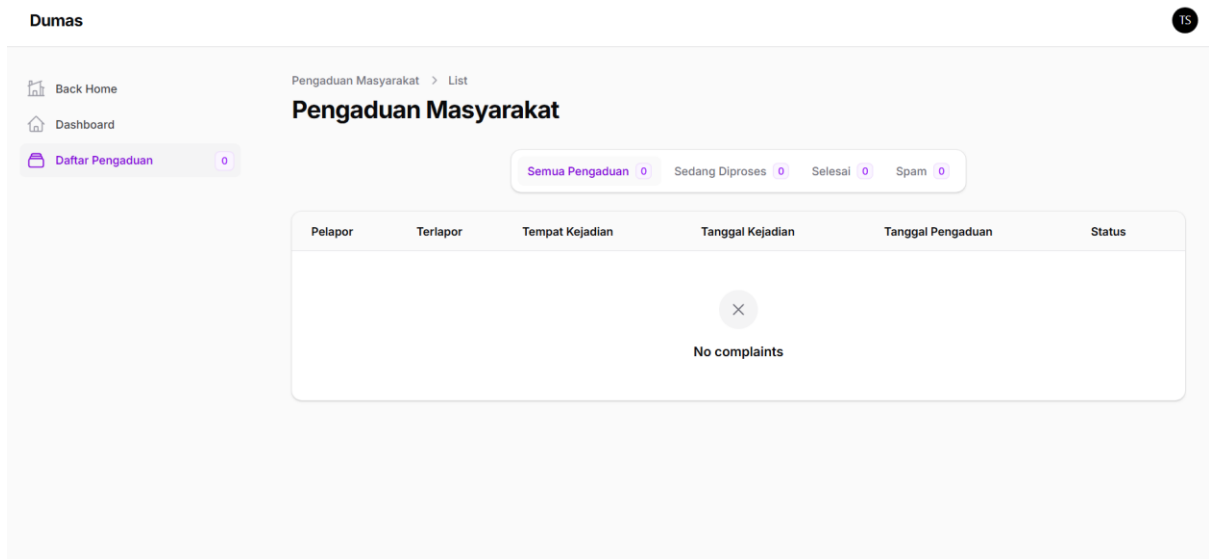 Dumas
TS
Back Home
Dashboard
Daftar Pengaduan 0
Pengaduan Masyarakat > List
Pengaduan Masyarakat
Semua Pengaduan 0 Sedang Diproses 0 Selesai 0 Spam 0
Pelapor Terlapor Tempat Kejadian Tanggal Kejadian Tanggal Pengaduan Status
No complaints